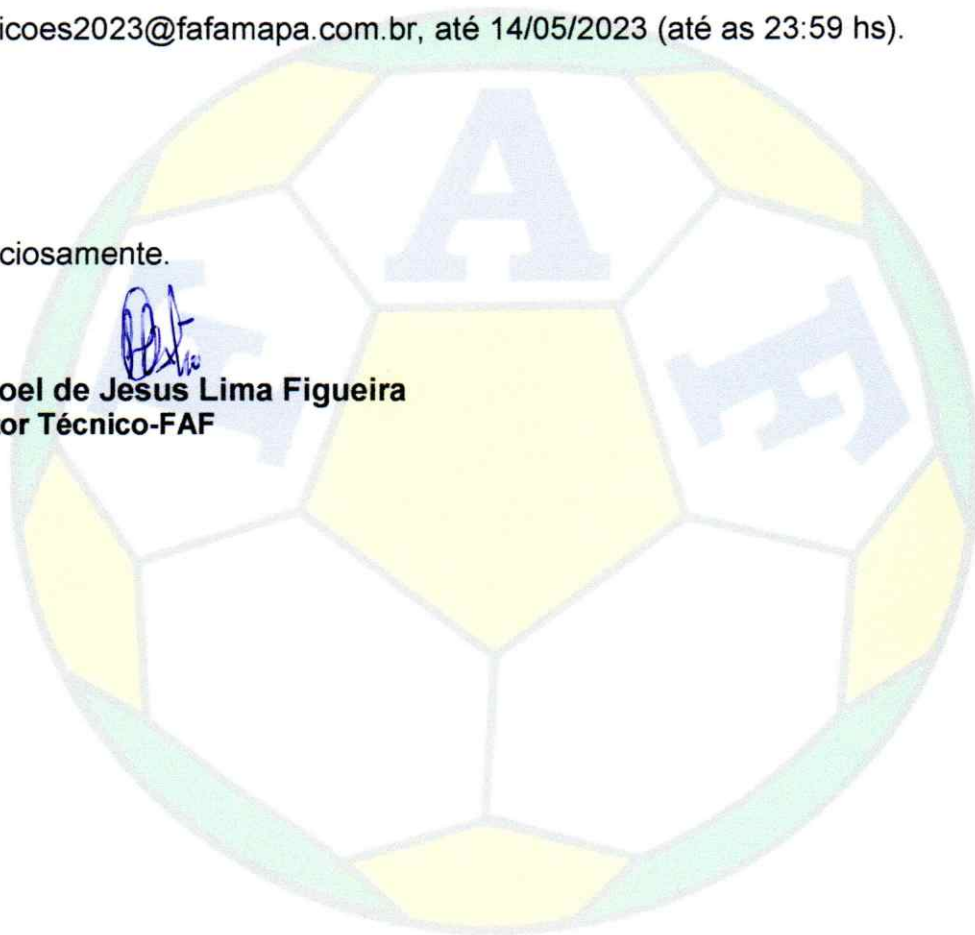 icoes2023@fafamapa.com.br, até 14/05/2023 (até as 23:59 hs).
ciosamente.
oel de Jesus Lima Figueira
tor Técnico-FAF
F A F